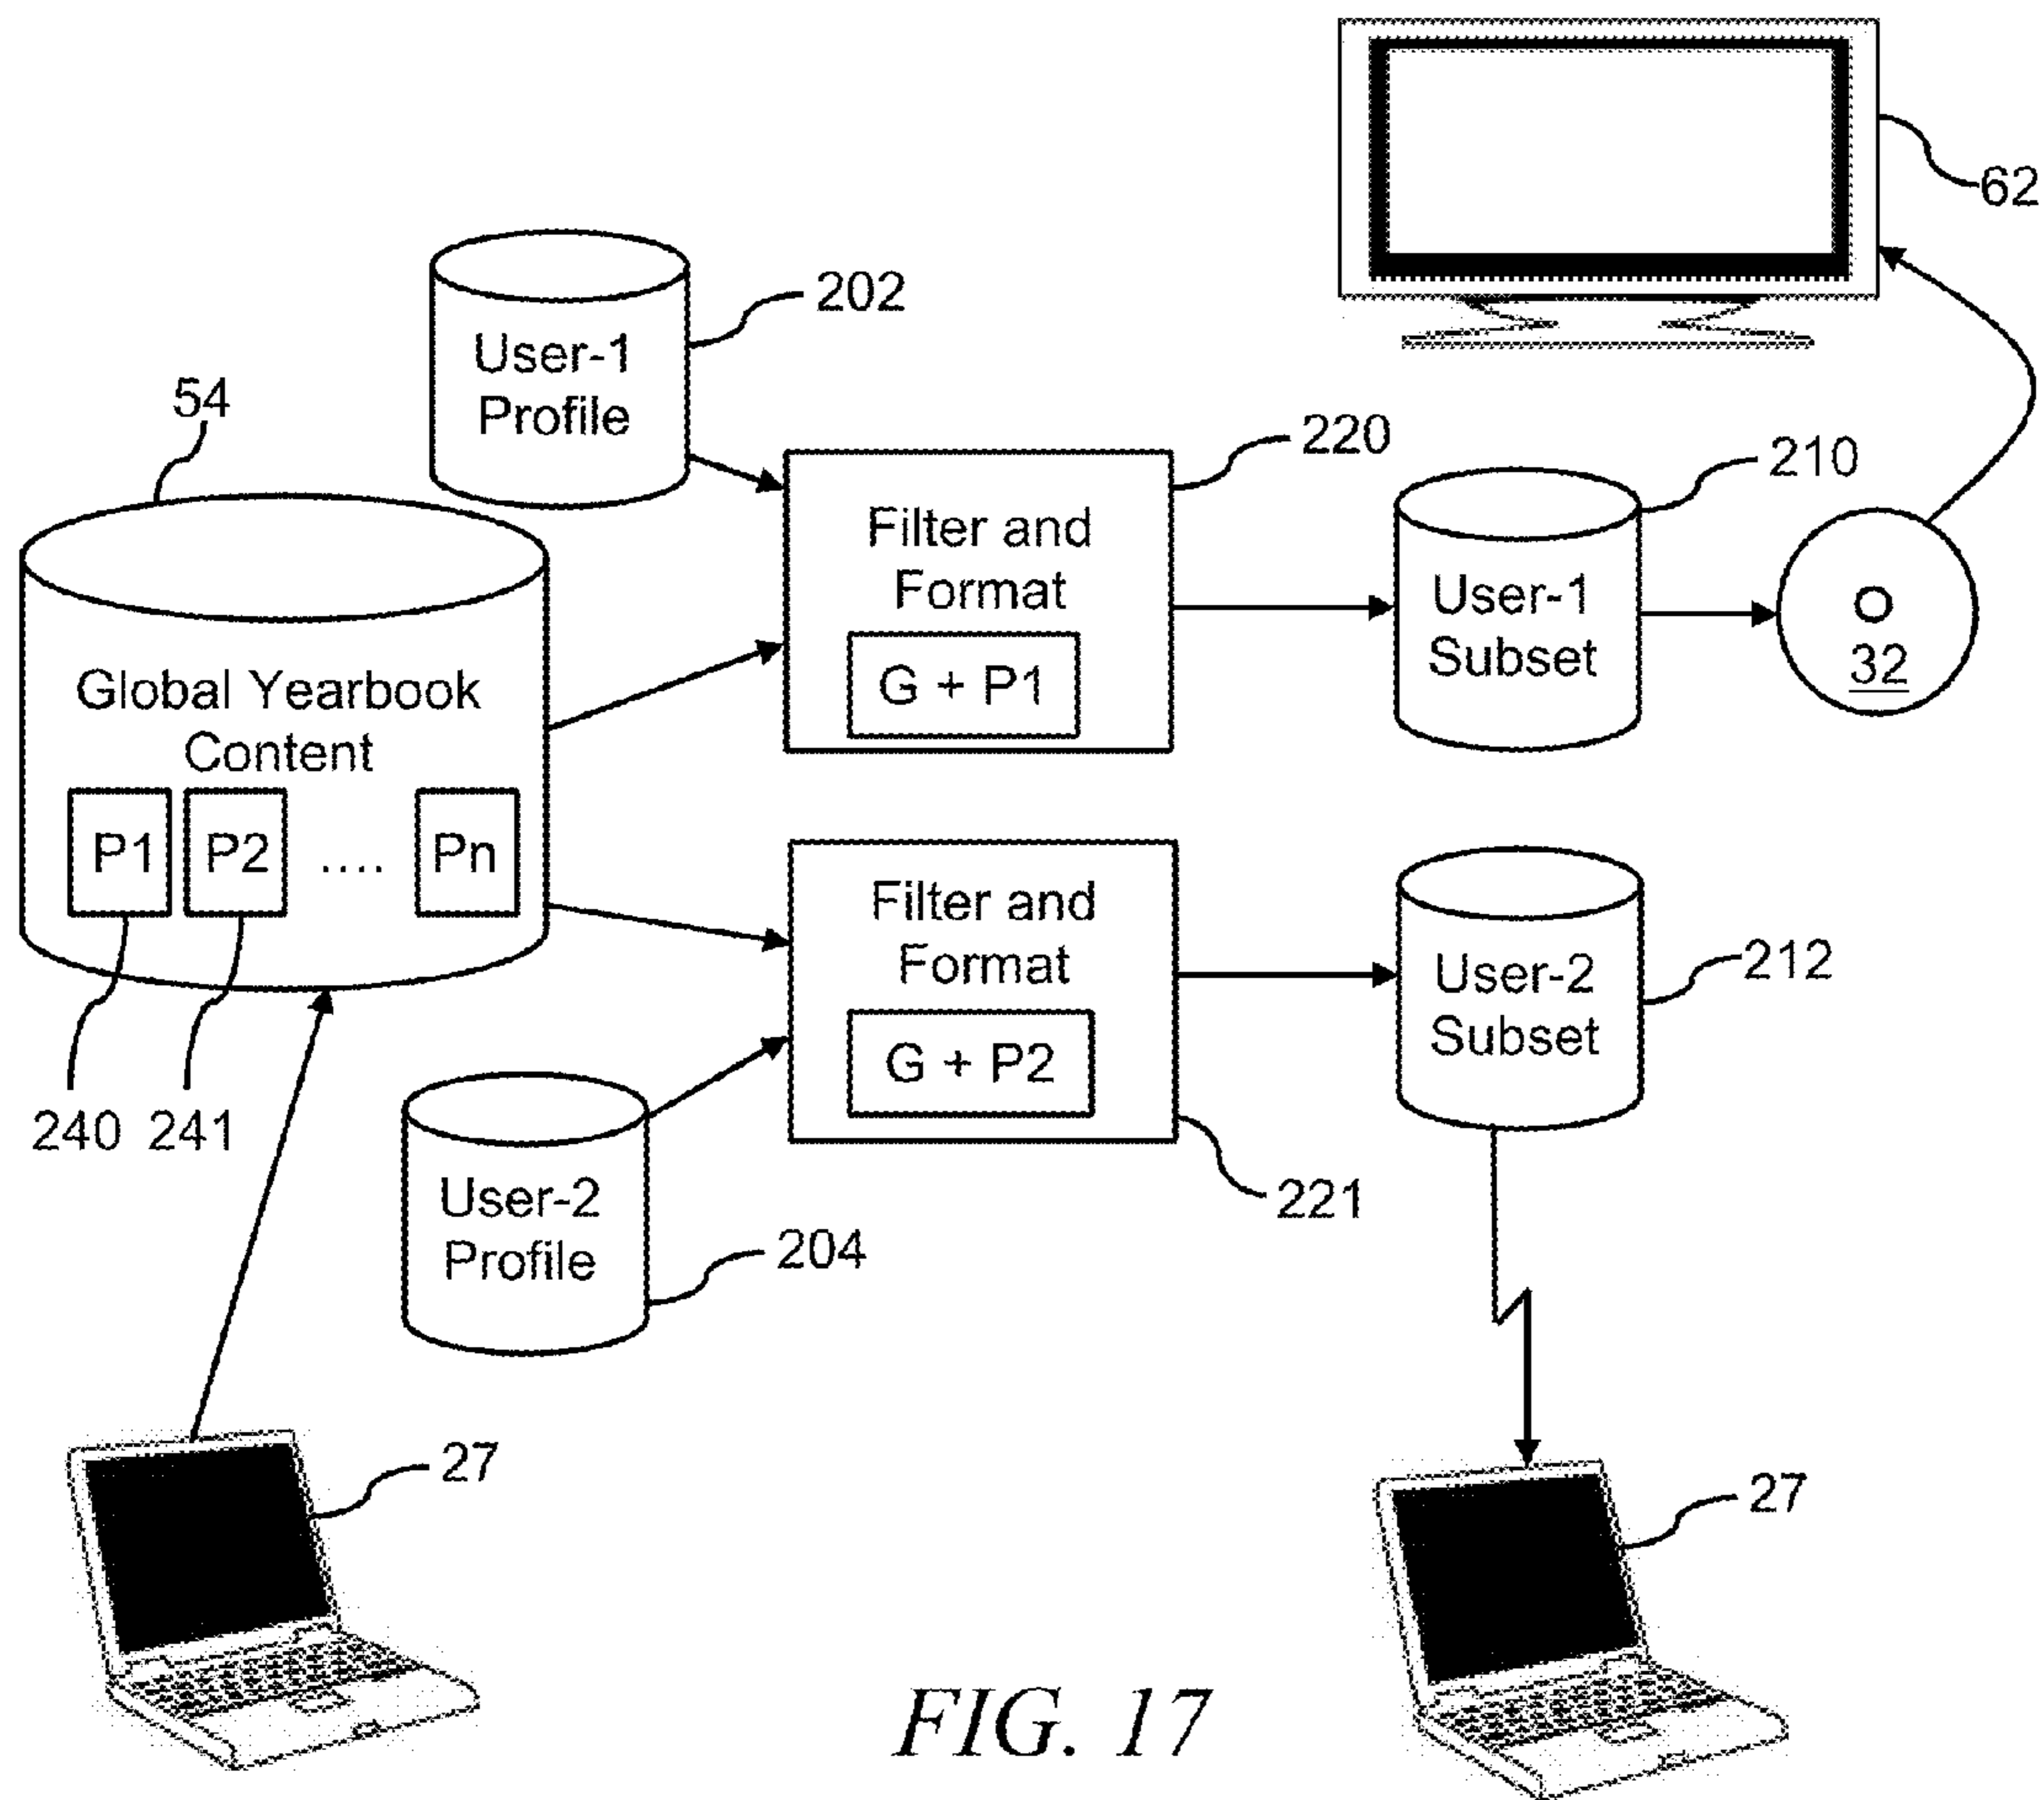 62
202
User-1
Profile
54
220
210
Filter and
Format
G + P1
User-1
Subset
32
Global Yearbook
Content
P1 P2 .... Pn
Filter and
Format
G + P2
User-2
Subset
212
240 241
User-2
Profile
221
204
27
27
FIG. 17